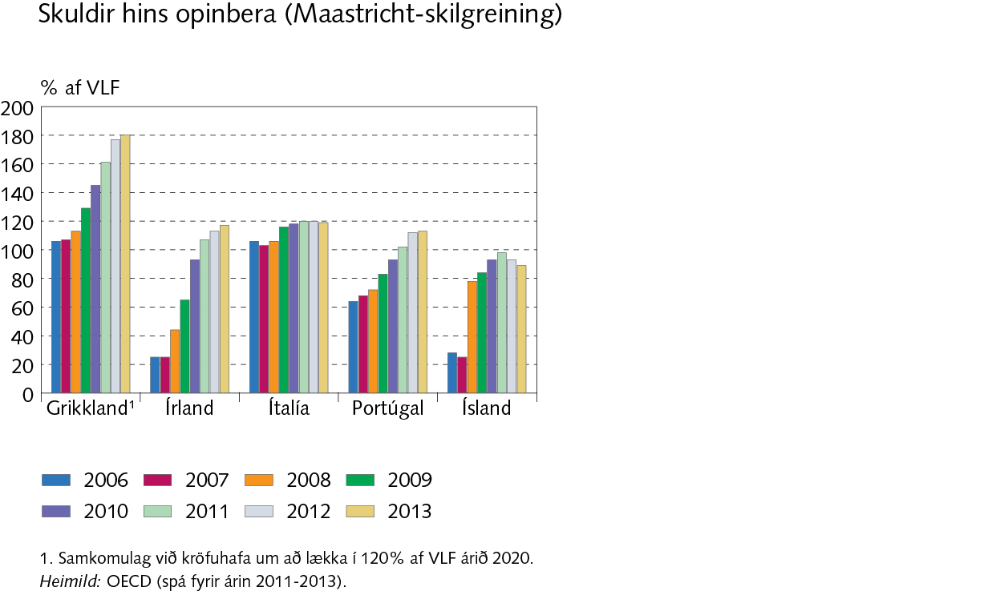 Skuldir hins opinbera (Maastricht-skilgreining)
% af VLF
200
180
160
140
120
100
80
60
40
20
0
Grikkland¹ Írland Ítalía Portúgal Ísland
2006 2007 2008 2009
2010 2011 2012 2013
1. Samkomulag við kröfuhafa um að lækka í 120% af VLF árið 2020.
Heimild: OECD (spá fyrir árin 2011-2013).